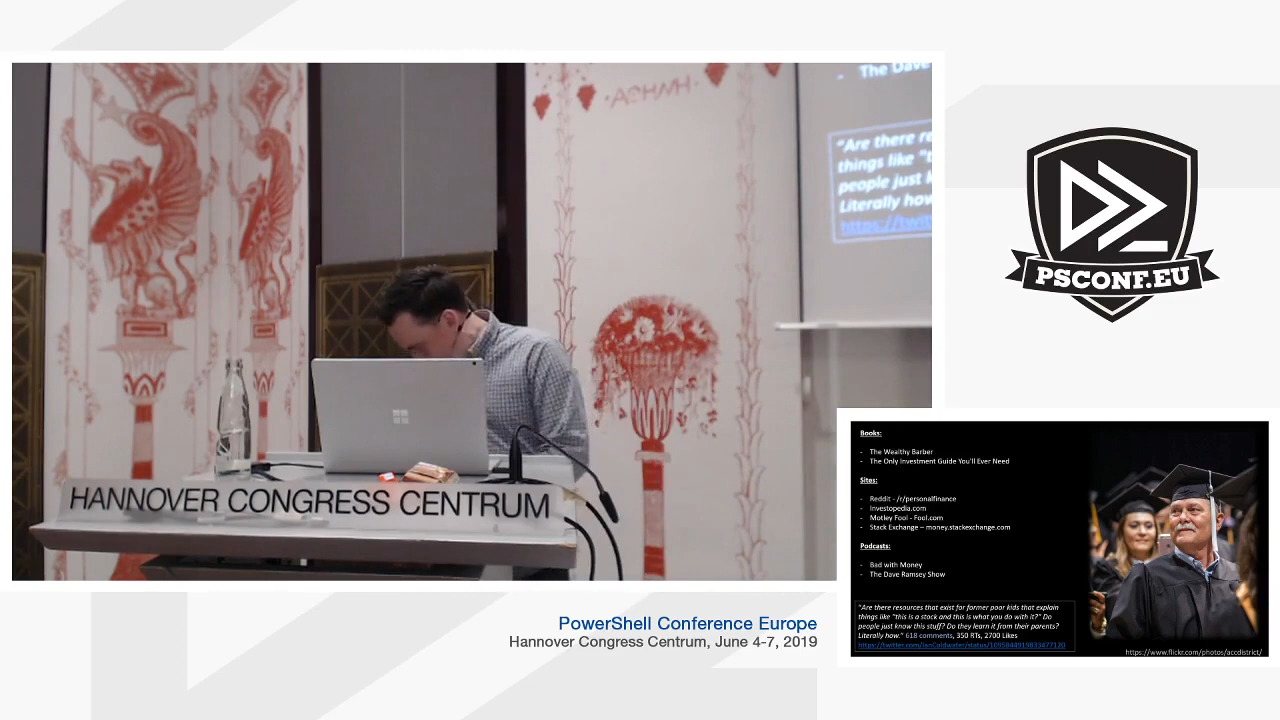 - The Dave
"Are there re
things like "t
people just k
Literally how
https://twit
HANNOVER CONGRESS CENTRUM
PSCONF.EU
Books:
- The Wealthy Barber
- The Only Investment Guide You'll Ever Need
Sites:
- Reddit - /r/personalfinance
- Investopedia.com
- Motley Fool - Fool.com
- Stack Exchange – money.stackexchange.com
Podcasts:
- Bad with Money
- The Dave Ramsey Show
"Are there resources that exist for former poor kids that explain
things like "this is a stock and this is what you do with it?" Do
people just know this stuff? Do they learn it from their parents?
Literally how." 618 comments, 350 RTs, 2700 Likes
https://www.flickr.com/photos/accdistrict/
PowerShell Conference Europe
Hannover Congress Centrum, June 4-7, 2019